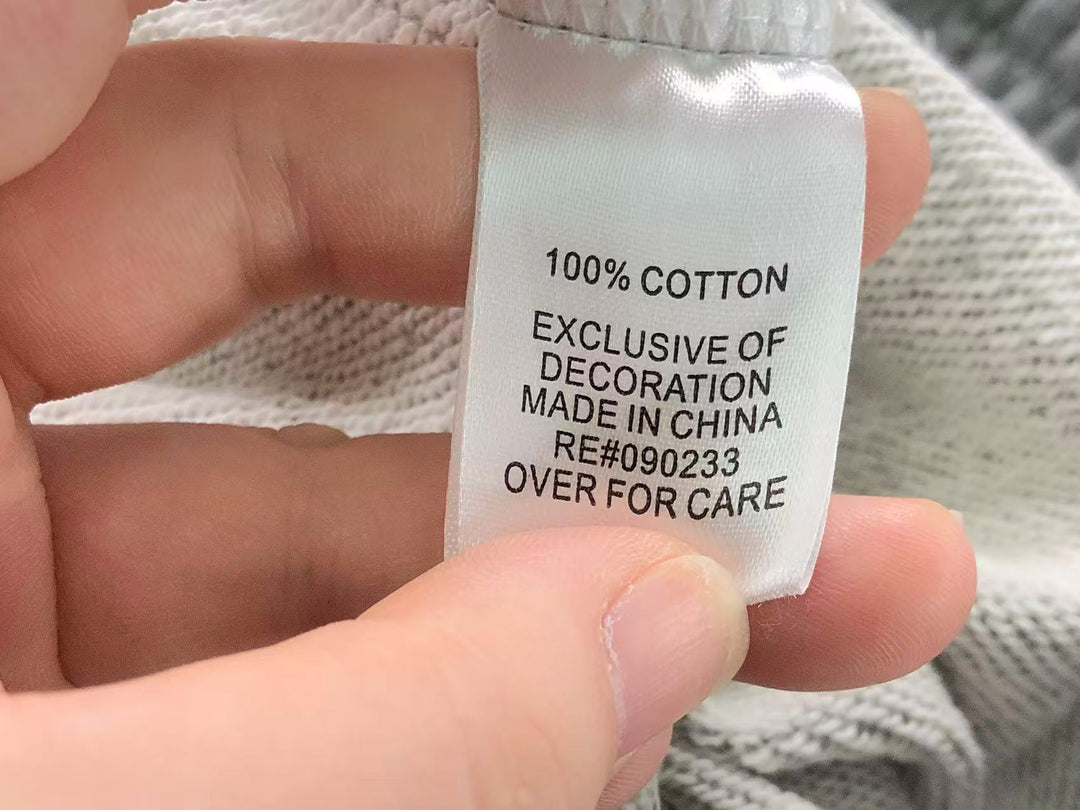 100% COTTON
EXCLUSIVE OF
DECORATION
MADE IN CHINA
RE#090233
OVER FOR CARE